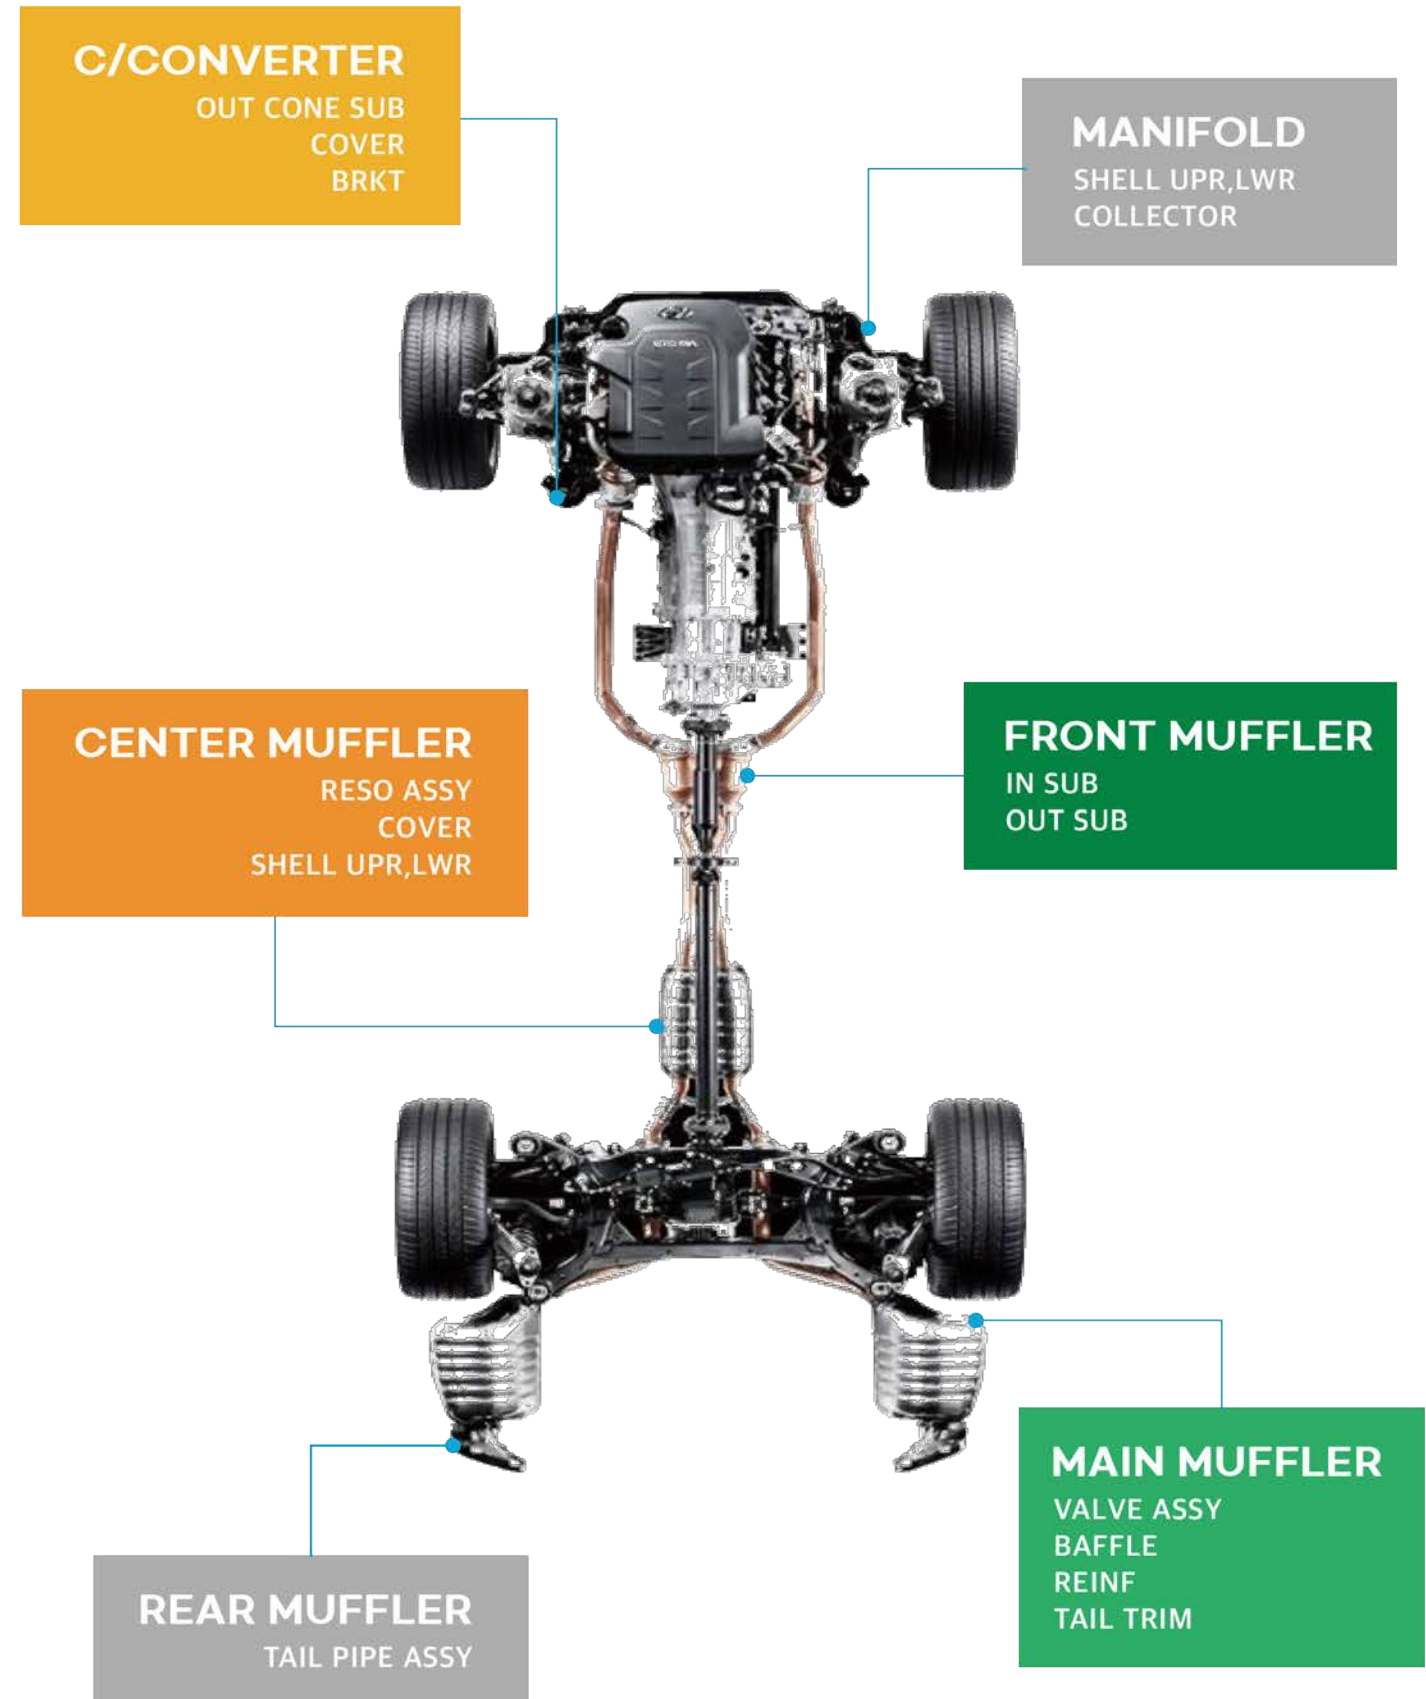 C/CONVERTER
OUT CONE SUB
COVER
BRKT
MANIFOLD
SHELL UPR,LWR
COLLECTOR
CENTER MUFFLER
RESO ASSY
COVER
SHELL UPR,LWR
FRONT MUFFLER
IN SUB
OUT SUB
MAIN MUFFLER
VALVE ASSY
BAFFLE
REINF
TAIL TRIM
REAR MUFFLER
TAIL PIPE ASSY